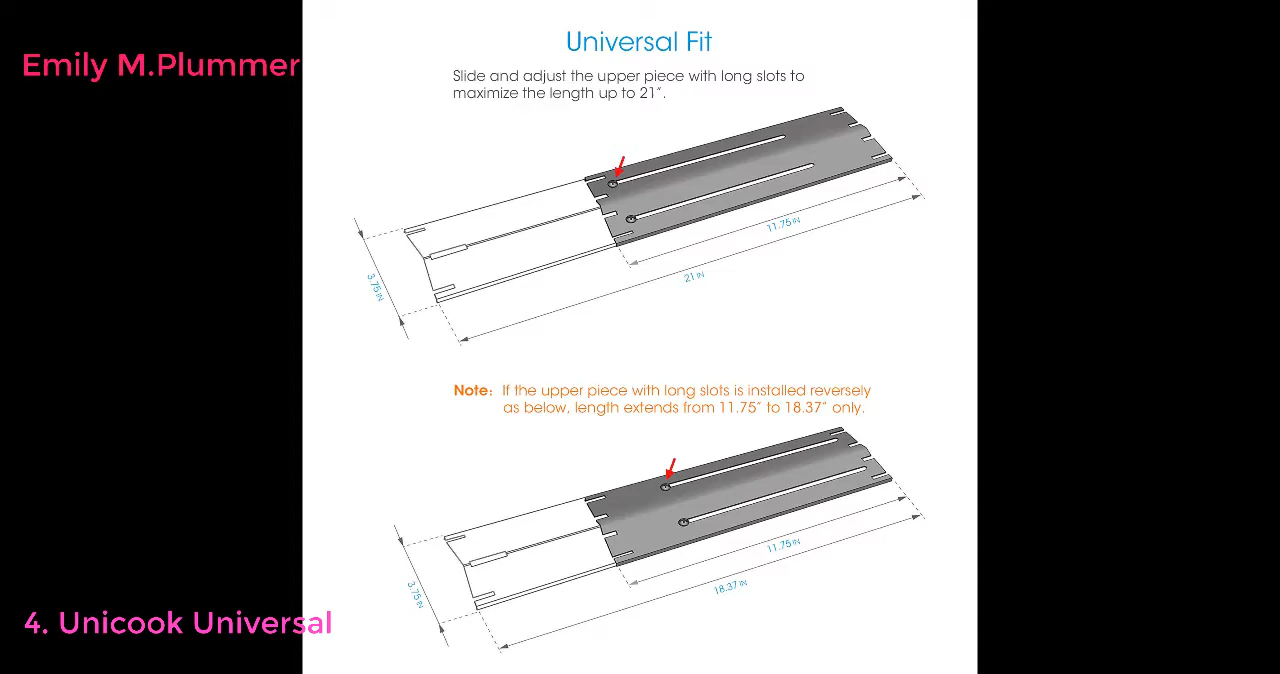 Emily M.Plummer
Universal Fit
Slide and adjust the upper piece with long slots to
maximize the length up to 21”.
11.75 IN
21 IN
3.75 IN
Note: If the upper piece with long slots is installed reversely
as below, length extends from 11.75” to 18.37” only.
11.75 IN
18.37 IN
3.75 IN
4. Unicook Universal